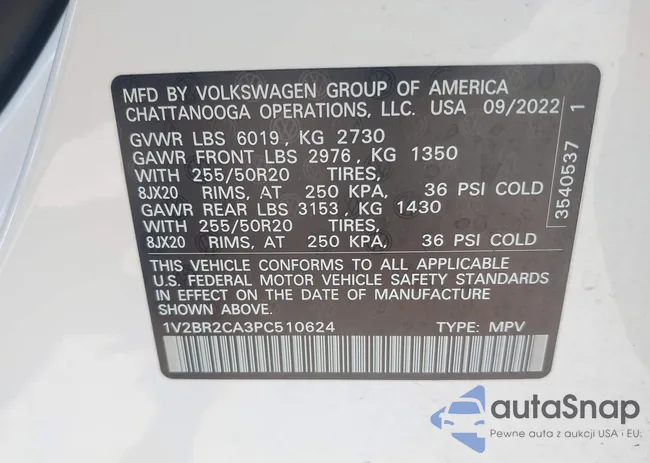 MFD BY VOLKSWAGEN GROUP OF AMERICA
CHATTANOOGA OPERATIONS, LLC. USA 09/2022
GVWR LBS 6019, KG 2730
GAWR FRONT LBS 2976, KG 1350
WITH 255/50R20 TIRES,
8JX20 RIMS, AT 250 KPA, 36 PSI COLD
GAWR REAR LBS 3153, KG 1430
WITH 255/50R20 TIRES,
8JX20 RIMS, AT 250 KPA, 36 PSI COLD
THIS VEHICLE CONFORMS TO ALL APPLICABLE
U.S. FEDERAL MOTOR VEHICLE SAFETY STANDARDS
IN EFFECT ON THE DATE OF MANUFACTURE
SHOWN ABOVE.
1V2BR2CA3PC510624 TYPE: MPV
3540537 1
autaSnap
Pewne auta z aukcji USA i EU